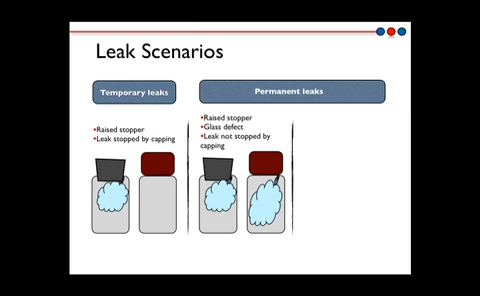 Leak Scenarios
Temporary leaks
Permanent leaks
•Raised stopper
•Leak stopped by capping
•Raised stopper
•Glass defect
•Leak not stopped by
capping